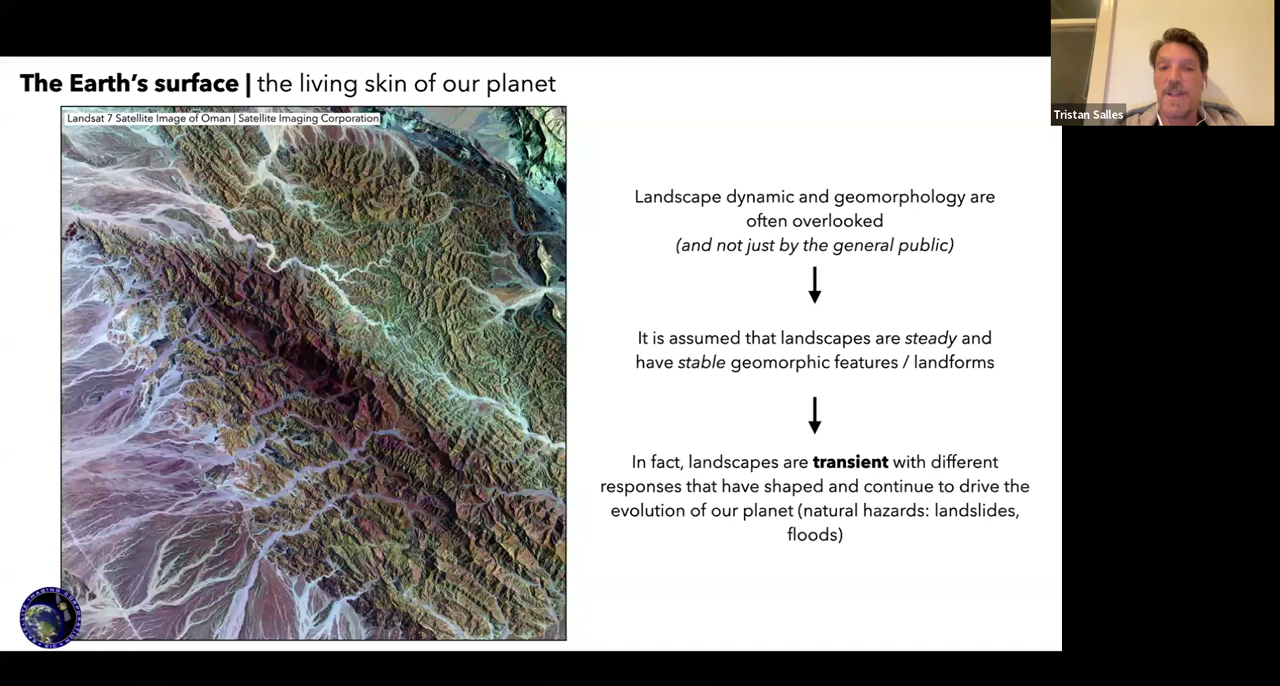 The Earth's surface | the living skin of our planet
Landsat 7 Satellite Image of Oman | Satellite Imaging Corporation
Tristan Salles
Landscape dynamic and geomorphology are
often overlooked
(and not just by the general public)
It is assumed that landscapes are steady and
have stable geomorphic features / landforms
In fact, landscapes are transient with different
responses that have shaped and continue to drive the
evolution of our planet (natural hazards: landslides,
floods)
SATELLITE IMAGING CORPORATION